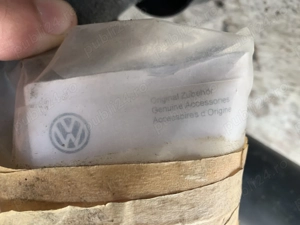 Original Zubehör
Genuine Accessories
Accessoires d'Origine